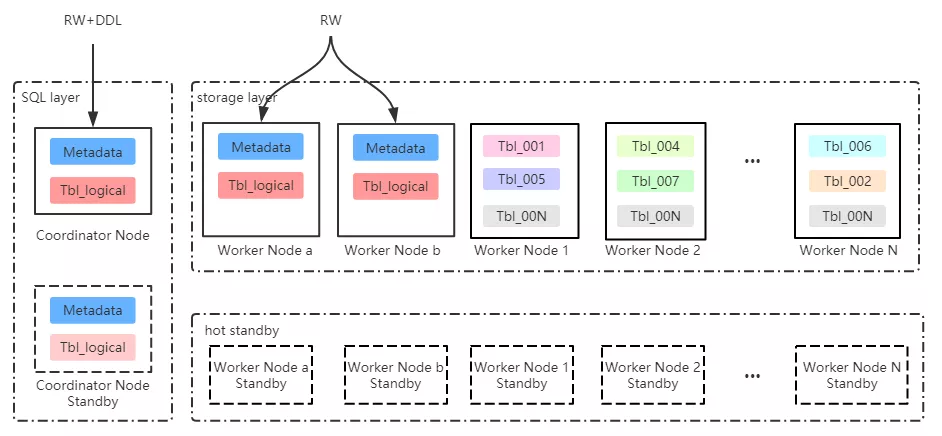 RW+DDL
RW
SQL layer
Metadata
Tbl_logical
Coordinator Node
Metadata
Tbl_logical
Coordinator Node
Standby
storage layer
Metadata
Tbl_logical
Worker Node a
Metadata
Tbl_logical
Worker Node b
Tbl_001
Tbl_005
Tbl_00N
Worker Node 1
Tbl_004
Tbl_007
Tbl_00N
Worker Node 2
...
Tbl_006
Tbl_002
Tbl_00N
Worker Node N
hot standby
Worker Node a
Standby
Worker Node b
Standby
Worker Node 1
Standby
Worker Node 2
Standby
...
Worker Node N
Standby